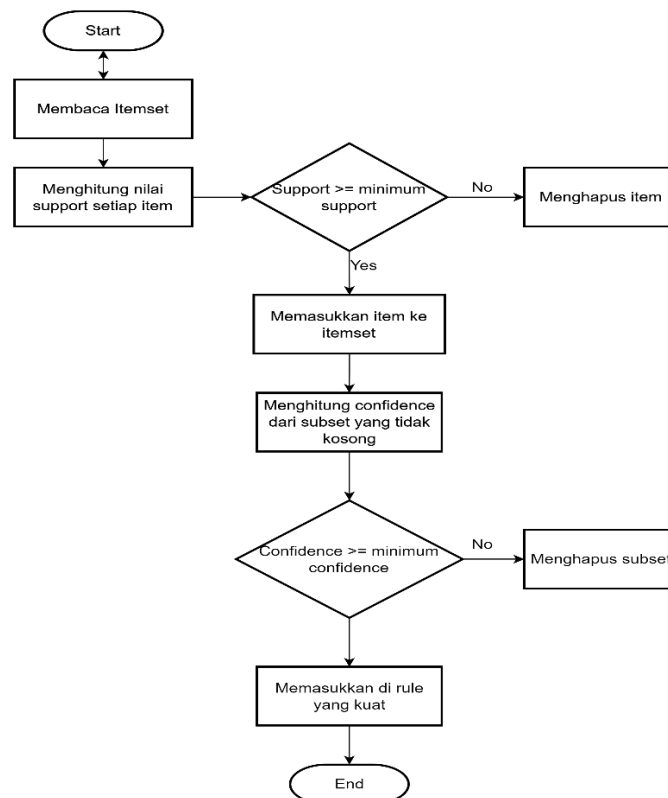 Start
Membaca Itemset
Menghitung nilai
support setiap item
Support >= minimum
support
No
Menghapus item
Yes
Memasukkan item ke
itemset
Menghitung confidence
dari subset yang tidak
kosong
Confidence >= minimum
confidence
No
Menghapus subset
Memasukkan di rule
yang kuat
End